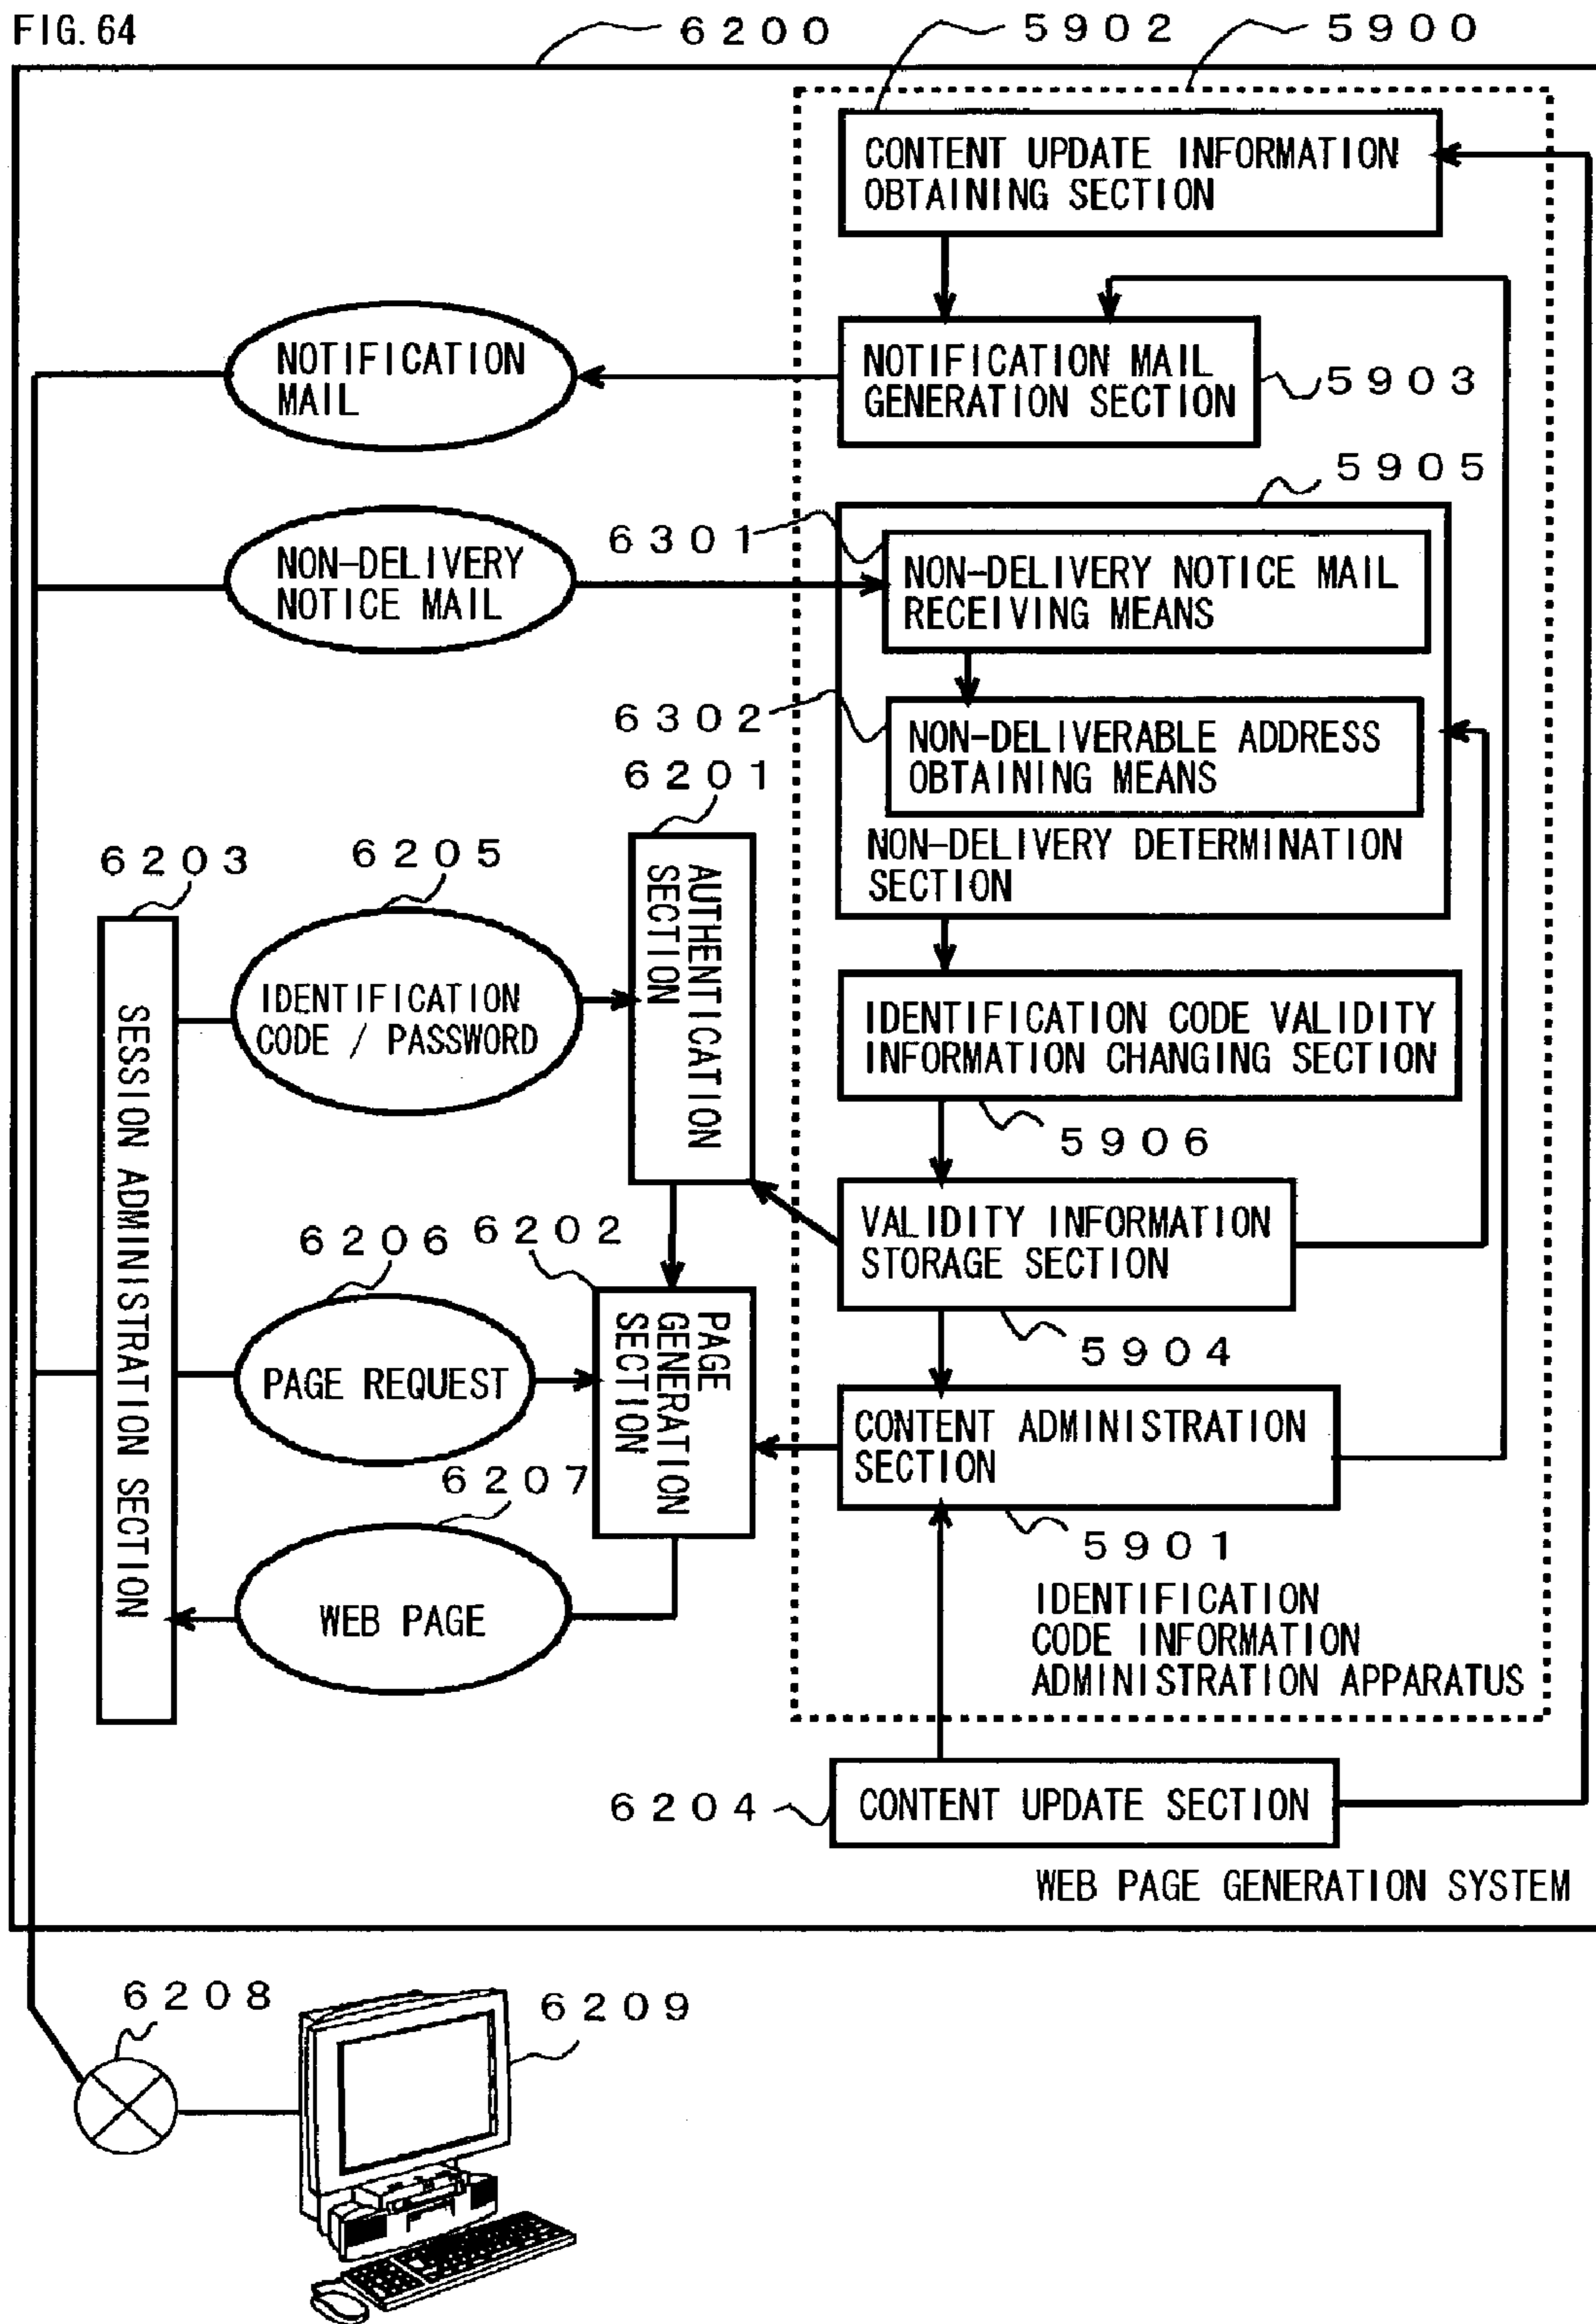 FIG. 64
6200
5902
5900
CONTENT UPDATE INFORMATION
OBTAINING SECTION
NOTIFICATION
MAIL
NOTIFICATION MAIL
GENERATION SECTION
5903
5905
NON-DELIVERY
NOTICE MAIL
6301
NON-DELIVERY NOTICE MAIL
RECEIVING MEANS
6302
NON-DELIVERABLE ADDRESS
OBTAINING MEANS
NON-DELIVERY DETERMINATION
SECTION
6201
6203
6205
AUTHENTICATION
SECTION
IDENTIFICATION
CODE / PASSWORD
SESSION ADMINISTRATION SECTION
IDENTIFICATION CODE VALIDITY
INFORMATION CHANGING SECTION
5906
VALIDITY INFORMATION
STORAGE SECTION
5904
6206
6202
PAGE REQUEST
PAGE
GENERATION
SECTION
CONTENT ADMINISTRATION
SECTION
5901
6207
WEB PAGE
IDENTIFICATION
CODE INFORMATION
ADMINISTRATION APPARATUS
6204
CONTENT UPDATE SECTION
WEB PAGE GENERATION SYSTEM
6208
6209